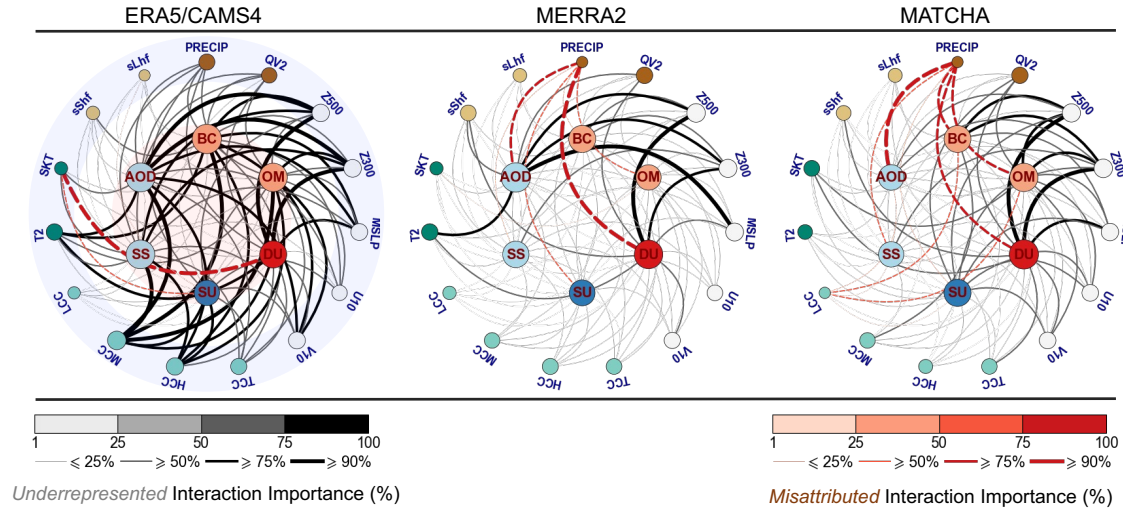 ERA5/CAMS4 MERRA2 MATCHA
PRECIP
sLhf
QV2
sShf
Z500
BC
SKT
Z300
AOD
OM
T2
MSLP
SS
DU
LCC
SU
U10
MCC
V10
HCC
TCC
PRECIP
sLhf
QV2
sShf
Z500
BC
SKT
Z300
AOD
OM
T2
MSLP
SS
DU
LCC
SU
U10
MCC
V10
HCC
TCC
PRECIP
sLhf
QV2
sShf
Z500
BC
SKT
Z300
AOD
OM
T2
SS
DU
LCC
SU
U10
MCC
V10
HCC
TCC
1 25 50 75 100
⩽ 25% ⩾ 50% ⩾ 75% ⩾ 90%
Underrepresented Interaction Importance (%)
1 25 50 75 100
⩽ 25% ⩾ 50% ⩾ 75% ⩾ 90%
Misattributed Interaction Importance (%)